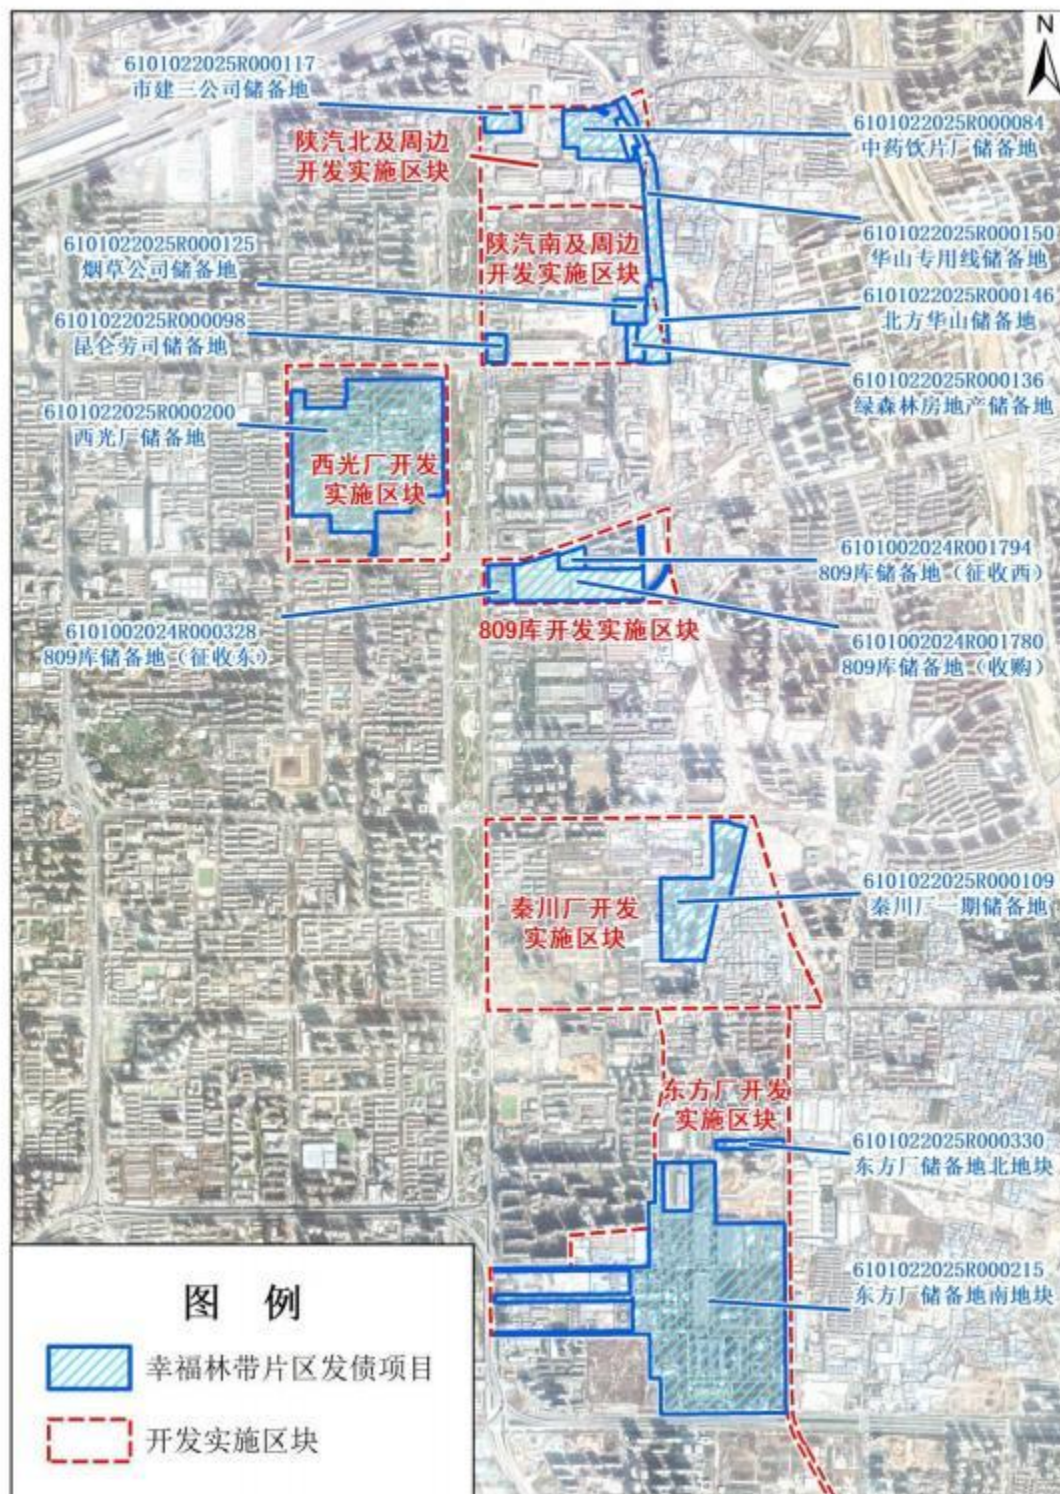 N
6101022025R000117
市建三公司储备地
陕汽北及周边
开发实施区块
6101022025R000084
中药饮片厂储备地
6101022025R000125
烟草公司储备地
陕汽南及周边
开发实施区块
6101022025R000150
华山专用线储备地
6101022025R000146
北方华山储备地
6101022025R000098
昆仑劳司储备地
6101022025R000136
绿森林房地产储备地
6101022025R000200
西光厂储备地
西光厂开发
实施区块
6101002024R001794
809库储备地（征收西）
6101002024R000328
809库储备地（征收东）
809库开发实施区块
6101002024R001780
809库储备地（收购）
6101022025R000109
秦川厂一期储备地
秦川厂开发
实施区块
东方厂开发
实施区块
6101022025R000330
东方厂储备地北地块
6101022025R000215
东方厂储备地南地块
图 例
幸福林带片区发债项目
开发实施区块